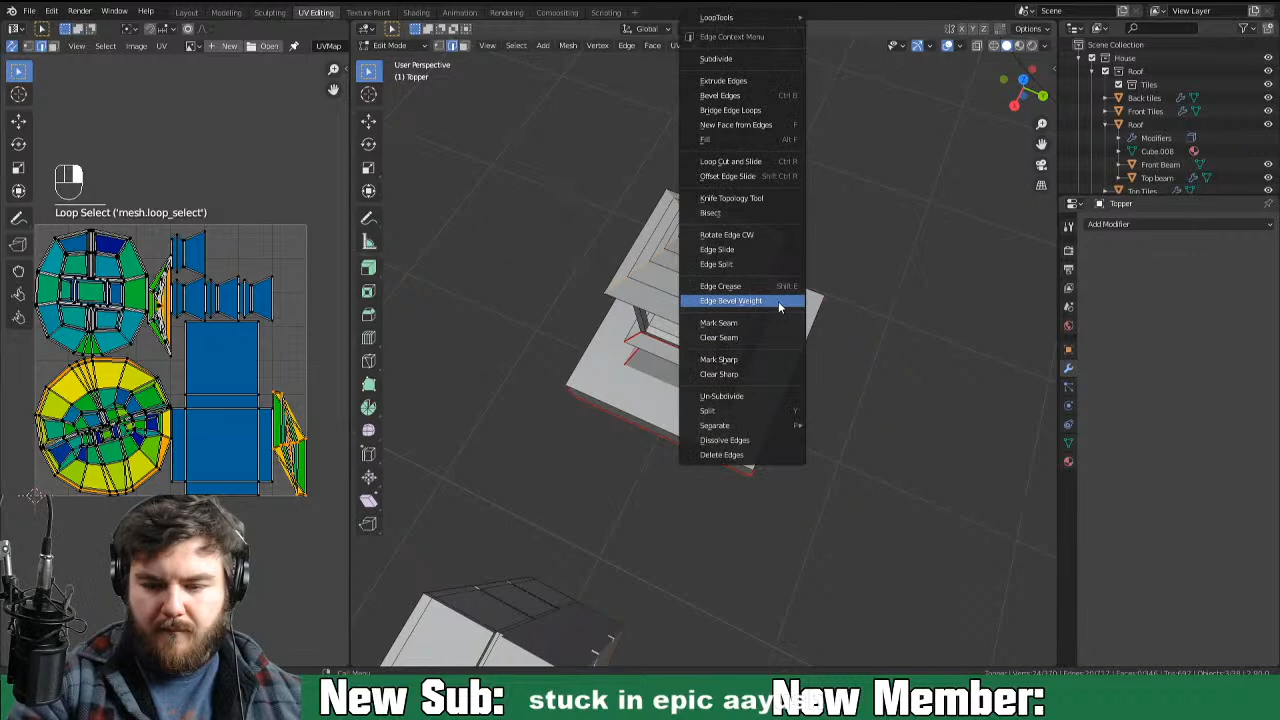 File Edit Render Window Help Layout Modeling Sculpting UV Editing Texture Paint Shading Animation Rendering Compositing Scripting Scene View Layer
View Select Image UV New Open UVMap
Edit Mode View Select Add Mesh Vertex Edge Face UV Global Options
User Perspective
(1) Topper
Loop Select ('mesh.loop_select')
LoopTools
Edge Context Menu
Subdivide
Extrude Edges
Bevel Edges Ctrl B
Bridge Edge Loops
New Face from Edges F
Fill Alt F
Loop Cut and Slide Ctrl R
Offset Edge Slide Shift Ctrl R
Knife Topology Tool
Bisect
Rotate Edge CW
Edge Slide
Edge Split
Edge Crease Shift E
Edge Bevel Weight
Mark Seam
Clear Seam
Mark Sharp
Clear Sharp
Un-Subdivide
Split Y
Separate P
Dissolve Edges
Delete Edges
Scene Collection
House
Roof
Tiles
Back tiles
Front Tiles
Roof
Modifiers
Cube.008
Front Beam
Top beam
Top Tiles
Topper
Add Modifier
New Sub: stuck in epic New Member: